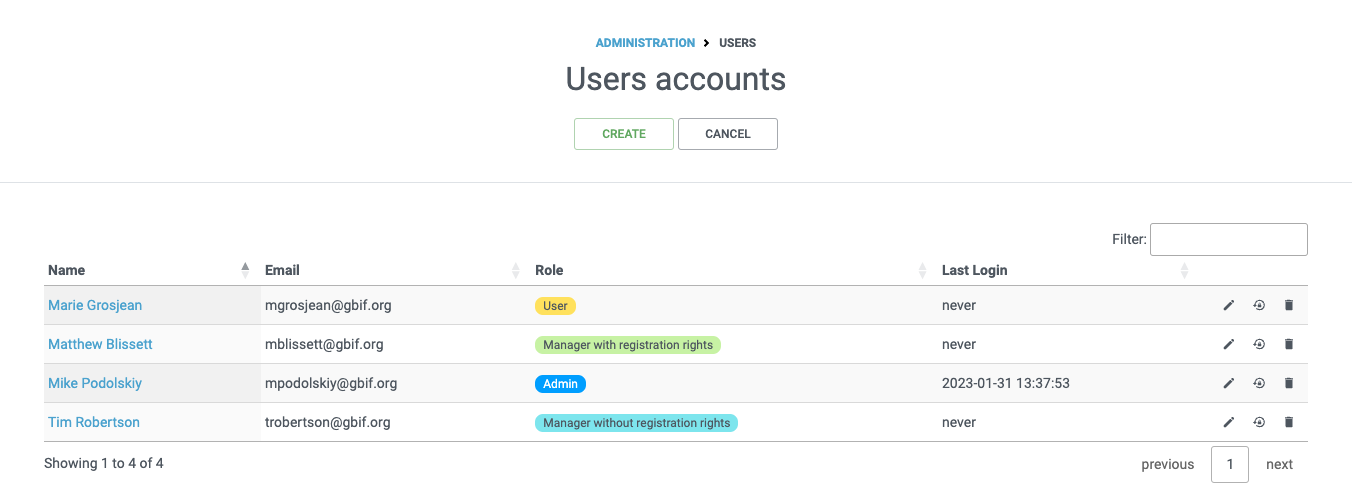 ADMINISTRATION > USERS
Users accounts
CREATE CANCEL
Filter:
Name Email Role Last Login
Marie Grosjean mgrosjean@gbif.org User never
Matthew Blissett mblissett@gbif.org Manager with registration rights never
Mike Podolskiy mpodolskiy@gbif.org Admin 2023-01-31 13:37:53
Tim Robertson trobertson@gbif.org Manager without registration rights never
Showing 1 to 4 of 4 previous 1 next